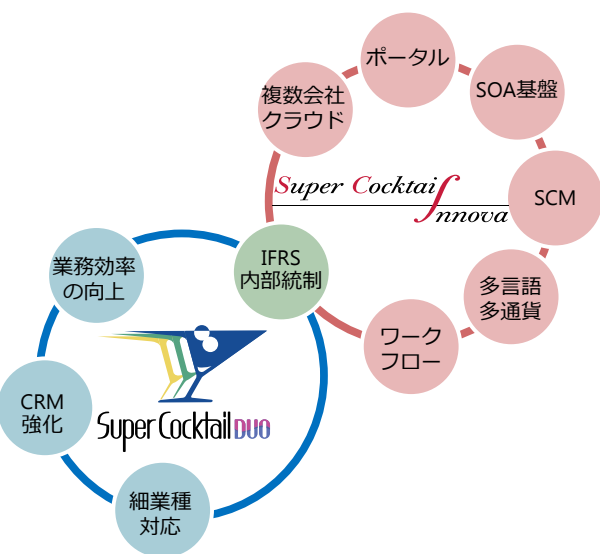 ポータル
SOA基盤
複数会社
クラウド
Super Cocktail
Innova
SCM
IFRS
内部統制
多言語
多通貨
ワーク
フロー
業務効率
の向上
CRM
強化
Super Cocktail DUO
細業種
対応